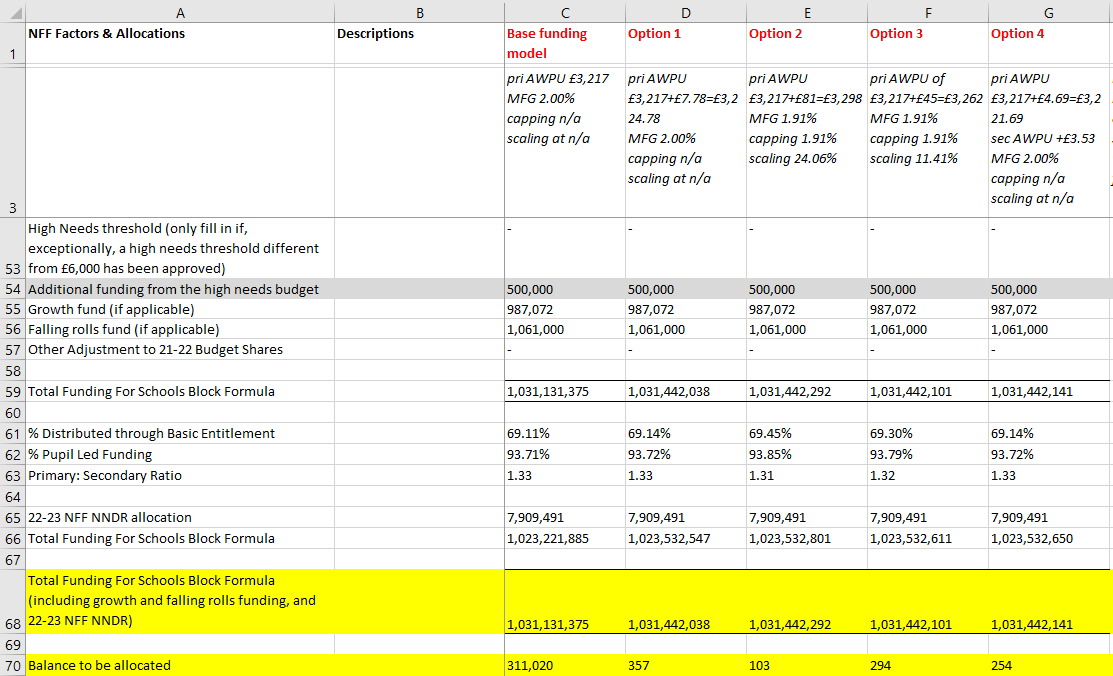 A B C D E F G
1 NFF Factors & Allocations Descriptions Base funding model Option 1 Option 2 Option 3 Option 4
3
pri AWPU £3,217
MFG 2.00%
capping n/a
scaling at n/a
pri AWPU
£3,217+£7.78=£3,2
24.78
MFG 2.00%
capping n/a
scaling at n/a
pri AWPU
£3,217+£81=£3,298
MFG 1.91%
capping 1.91%
scaling 24.06%
pri AWPU of
£3,217+£45=£3,262
MFG 1.91%
capping 1.91%
scaling 11.41%
pri AWPU
£3,217+£4.69=£3,2
21.69
sec AWPU +£3.53
MFG 2.00%
capping n/a
scaling at n/a
High Needs threshold (only fill in if,
exceptionally, a high needs threshold different
53 from £6,000 has been approved) - - - - -
54 Additional funding from the high needs budget 500,000 500,000 500,000 500,000 500,000
55 Growth fund (if applicable) 987,072 987,072 987,072 987,072 987,072
56 Falling rolls fund (if applicable) 1,061,000 1,061,000 1,061,000 1,061,000 1,061,000
57 Other Adjustment to 21-22 Budget Shares - - - - -
58
59 Total Funding For Schools Block Formula 1,031,131,375 1,031,442,038 1,031,442,292 1,031,442,101 1,031,442,141
60
61 % Distributed through Basic Entitlement 69.11% 69.14% 69.45% 69.30% 69.14%
62 % Pupil Led Funding 93.71% 93.72% 93.85% 93.79% 93.72%
63 Primary: Secondary Ratio 1.33 1.33 1.31 1.32 1.33
64
65 22-23 NFF NNDR allocation 7,909,491 7,909,491 7,909,491 7,909,491 7,909,491
66 Total Funding For Schools Block Formula 1,023,221,885 1,023,532,547 1,023,532,801 1,023,532,611 1,023,532,650
67
Total Funding For Schools Block Formula
(including growth and falling rolls funding, and
68 22-23 NFF NNDR) 1,031,131,375 1,031,442,038 1,031,442,292 1,031,442,101 1,031,442,141
69
70 Balance to be allocated 311,020 357 103 294 254